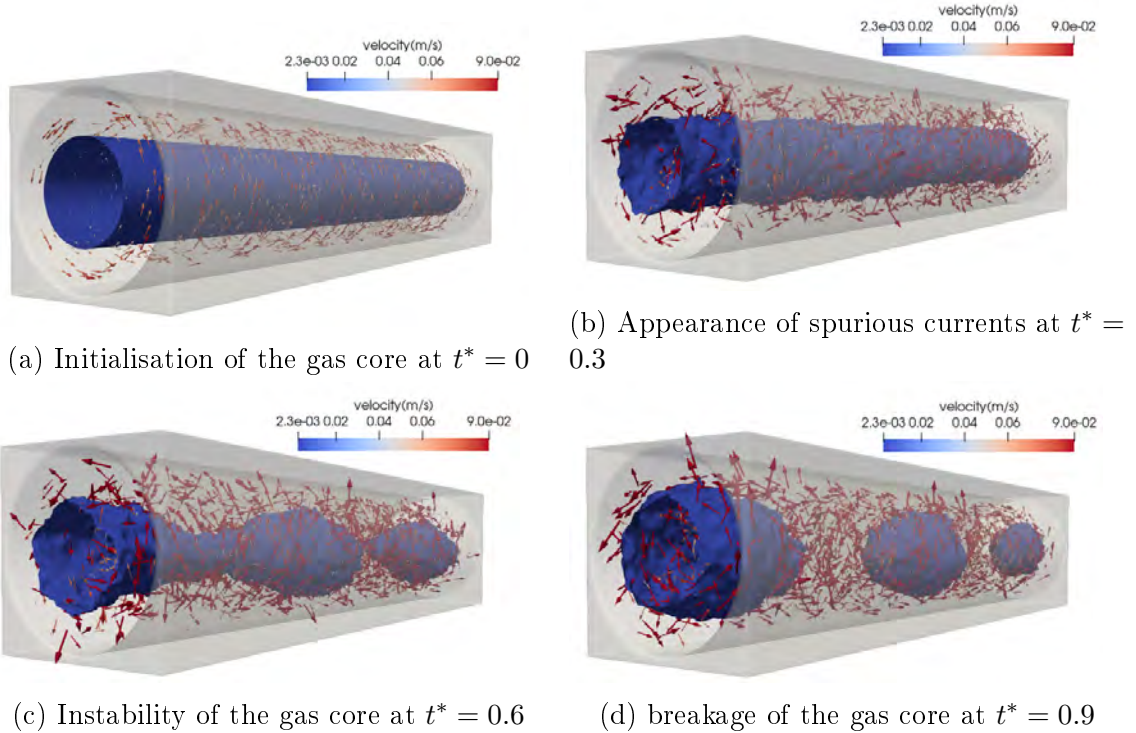 velocity(m/s)
2.3e-03 0.02 0.04 0.06 9.0e-02
velocity(m/s)
2.3e-03 0.02 0.04 0.06 9.0e-02
(a) Initialisation of the gas core at t* = 0
(b) Appearance of spurious currents at t* =
0.3
velocity(m/s)
2.3e-03 0.02 0.04 0.06 9.0e-02
velocity(m/s)
2.3e-03 0.02 0.04 0.06 9.0e-02
(c) Instability of the gas core at t* = 0.6
(d) breakage of the gas core at t* = 0.9